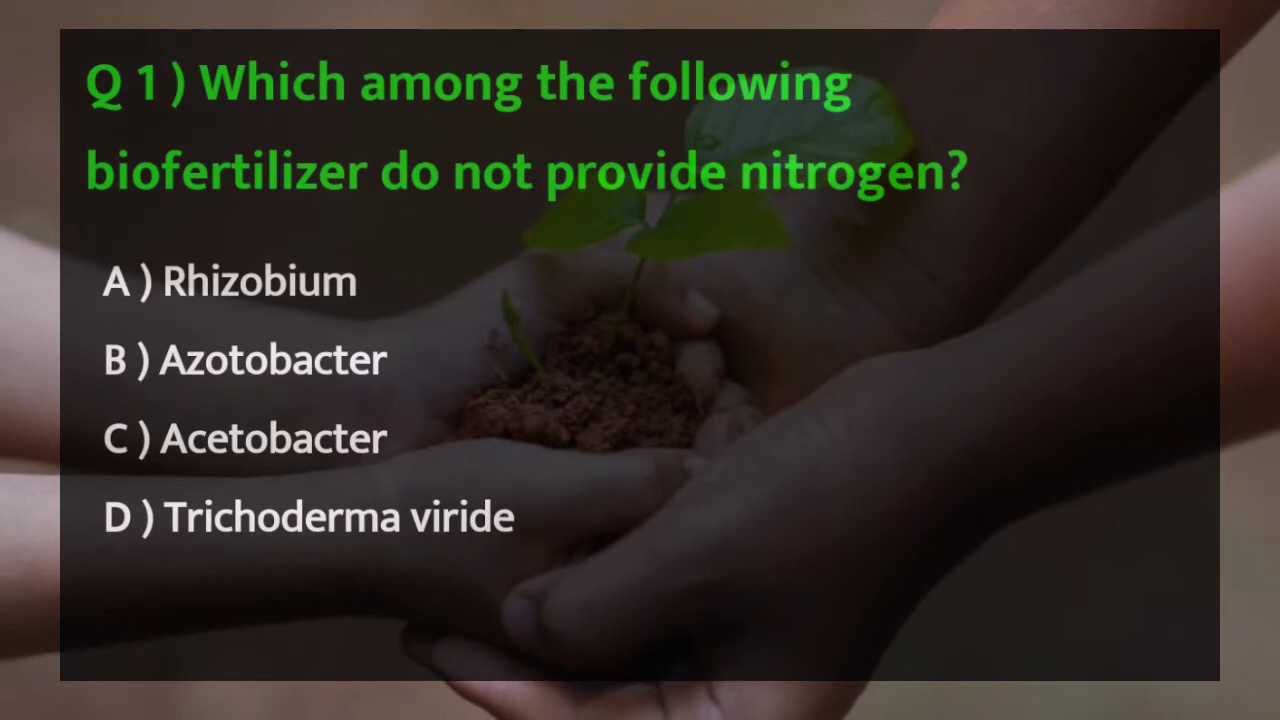 Q 1 ) Which among the following
biofertilizer do not provide nitrogen?
A ) Rhizobium
B ) Azotobacter
C ) Acetobacter
D ) Trichoderma viride